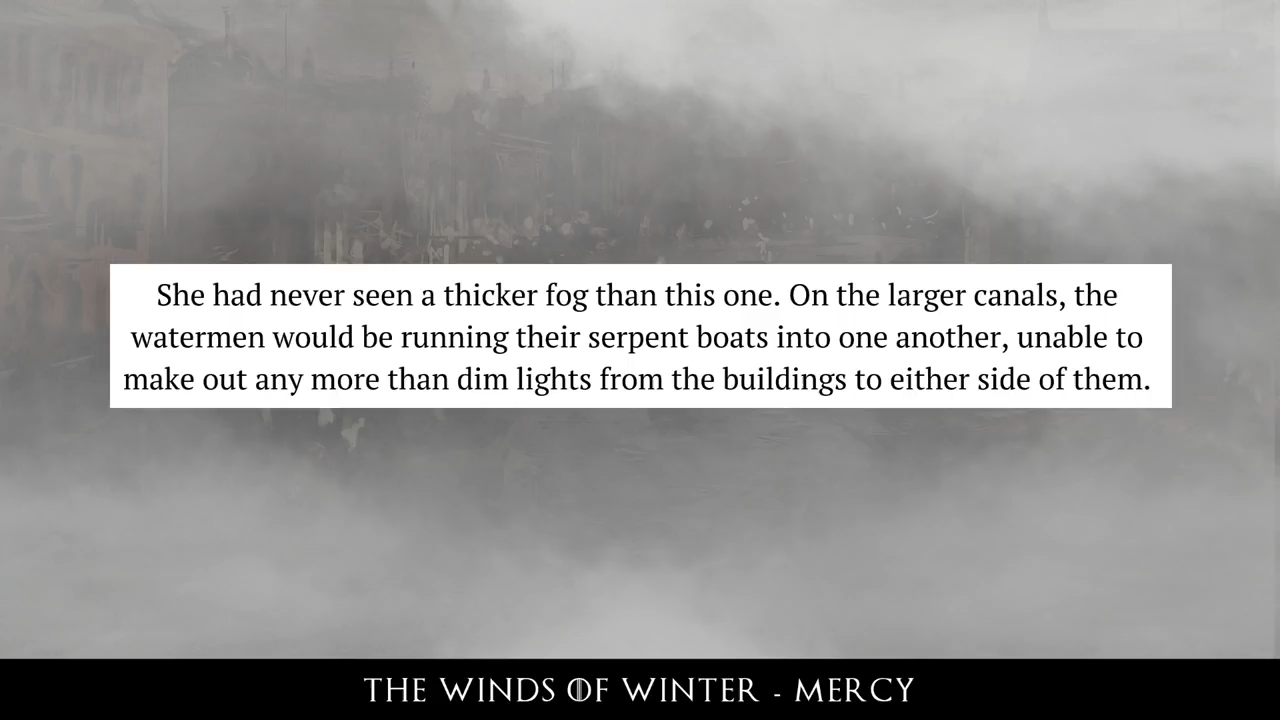 She had never seen a thicker fog than this one. On the larger canals, the
watermen would be running their serpent boats into one another, unable to
make out any more than dim lights from the buildings to either side of them.
THE WINDS OF WINTER - MERCY